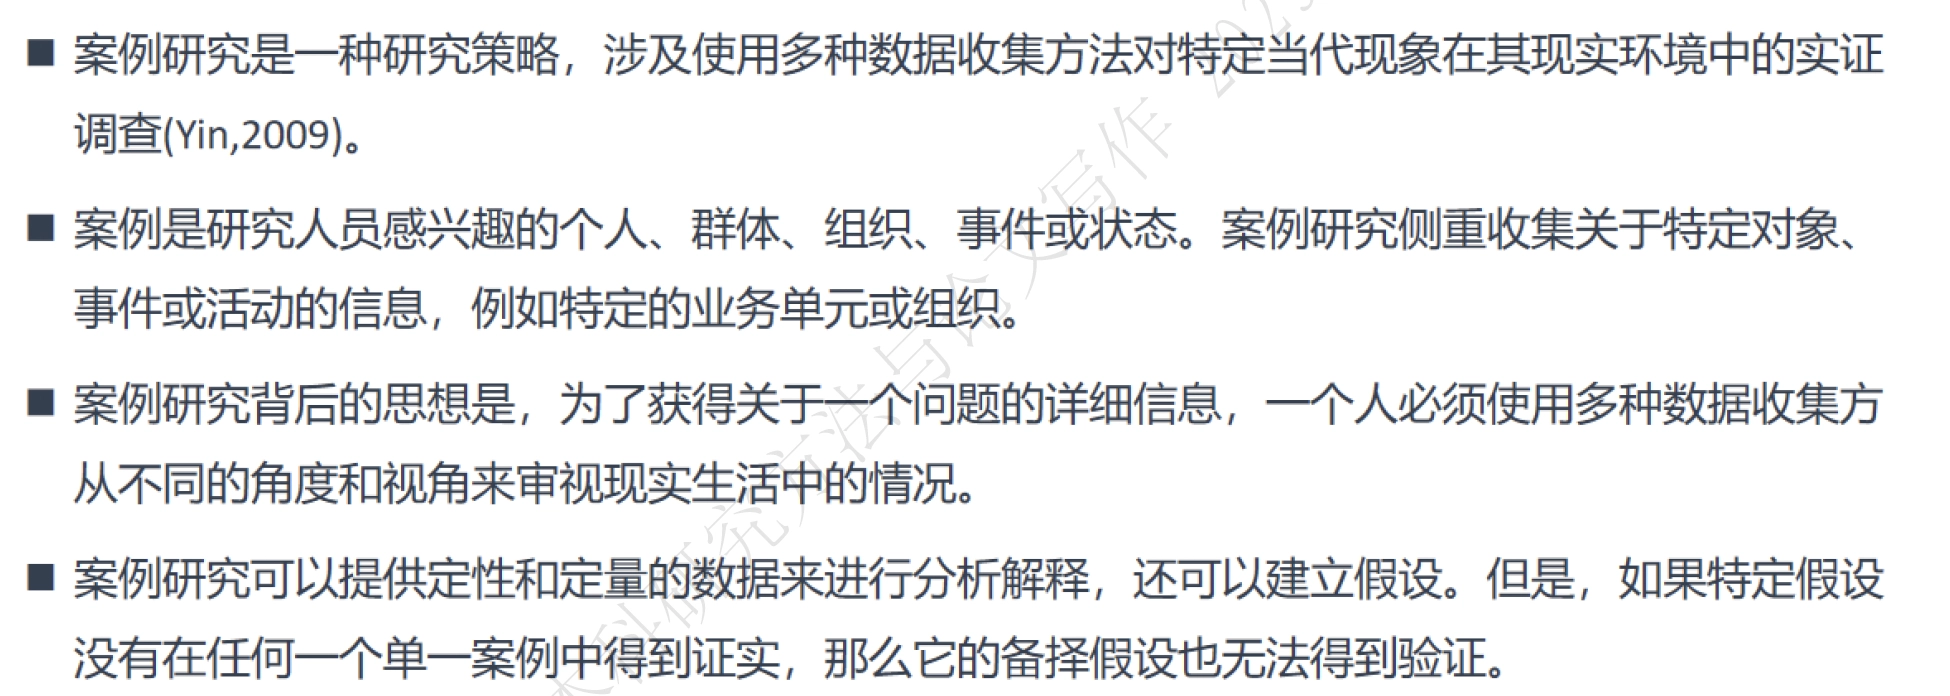 ■ 案例研究是一种研究策略，涉及使用多种数据收集方法对特定当代现象在其现实环境中的实证
调查(Yin,2009)。
■ 案例是研究人员感兴趣的个人、群体、组织、事件或状态。案例研究侧重收集关于特定对象、
事件或活动的信息，例如特定的业务单元或组织。
■ 案例研究背后的思想是，为了获得关于一个问题的详细信息，一个人必须使用多种数据收集方
从不同的角度和视角来审视现实生活中的情况。
■ 案例研究可以提供定性和定量的数据来进行分析解释，还可以建立假设。但是，如果特定假设
没有在任何一个单一案例中得到证实，那么它的备择假设也无法得到验证。
本科研究方法与论文写作 202